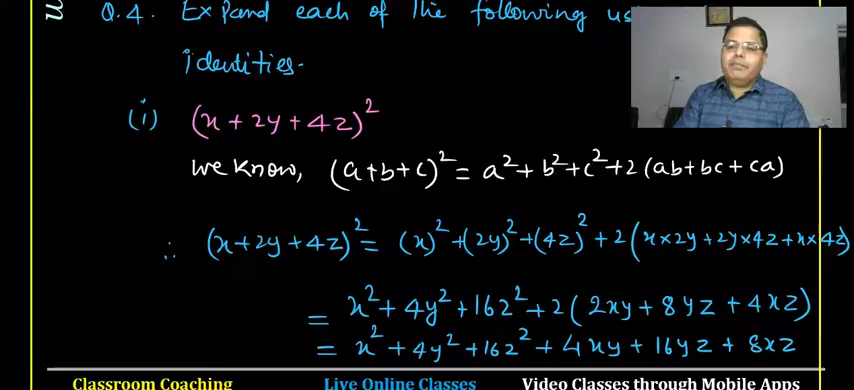 Q.4. Expand each of the following us
identities.
(i) (x + 2y + 4z)²
We know, (a+b+c)² = a² + b² + c² + 2 (ab + bc + ca)
∴ (x + 2y + 4z)² = (x)² + (2y)² + (4z)² + 2 (x × 2y + 2y × 4z + x × 4z)
= x² + 4y² + 16z² + 2 (2xy + 8yz + 4xz)
= x² + 4y² + 16z² + 4xy + 16yz + 8xz
Classroom Coaching Live Online Classes Video Classes through Mobile Apps